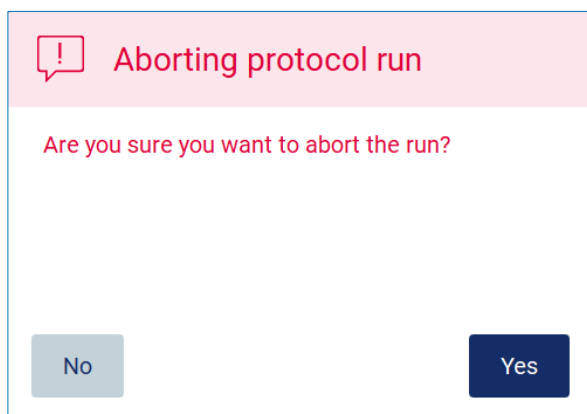 Aborting protocol run
Are you sure you want to abort the run?
No
Yes